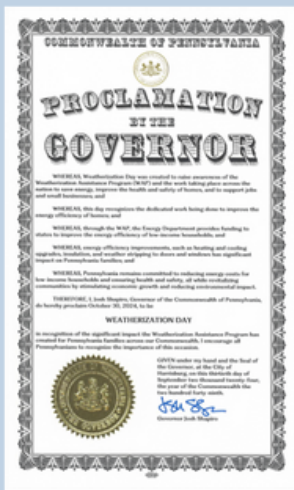 COMMONWEALTH OF PENNSYLVANIA
PROCLAMATION
BY THE
GOVERNOR
WHEREAS, Weatherization Day was created to raise awareness of the
Weatherization Assistance Program (WAP) and the work taking place across the
nation to save energy, improve the health and safety of homes, and to support jobs
and small businesses; and
WHEREAS, this day recognizes the dedicated work being done to improve the
energy efficiency of homes; and
WHEREAS, through the WAP, the Energy Department provides funding to
states to improve the energy efficiency of low-income households; and
WHEREAS, energy efficiency improvements, such as heating and cooling
upgrades, insulation, and weather stripping to doors and windows has significant
impact on Pennsylvania families; and
WHEREAS, Pennsylvania remains committed to reducing energy costs for
low-income households and ensuring health and safety, all while revitalizing
communities by stimulating economic growth and reducing environmental impact.
THEREFORE, I, Josh Shapiro, Governor of the Commonwealth of Pennsylvania,
do hereby proclaim October 30, 2024, to be
WEATHERIZATION DAY
in recognition of the significant impact the Weatherization Assistance Program has
created for Pennsylvania families across our Commonwealth. I encourage all
Pennsylvanians to recognize the importance of this occasion.
GIVEN under my hand and the Seal of
the Governor, at the City of
Harrisburg, on this thirtieth day of
September two thousand twenty-four,
the year of the Commonwealth the
two hundred forty-ninth.
Governor Josh Shapiro